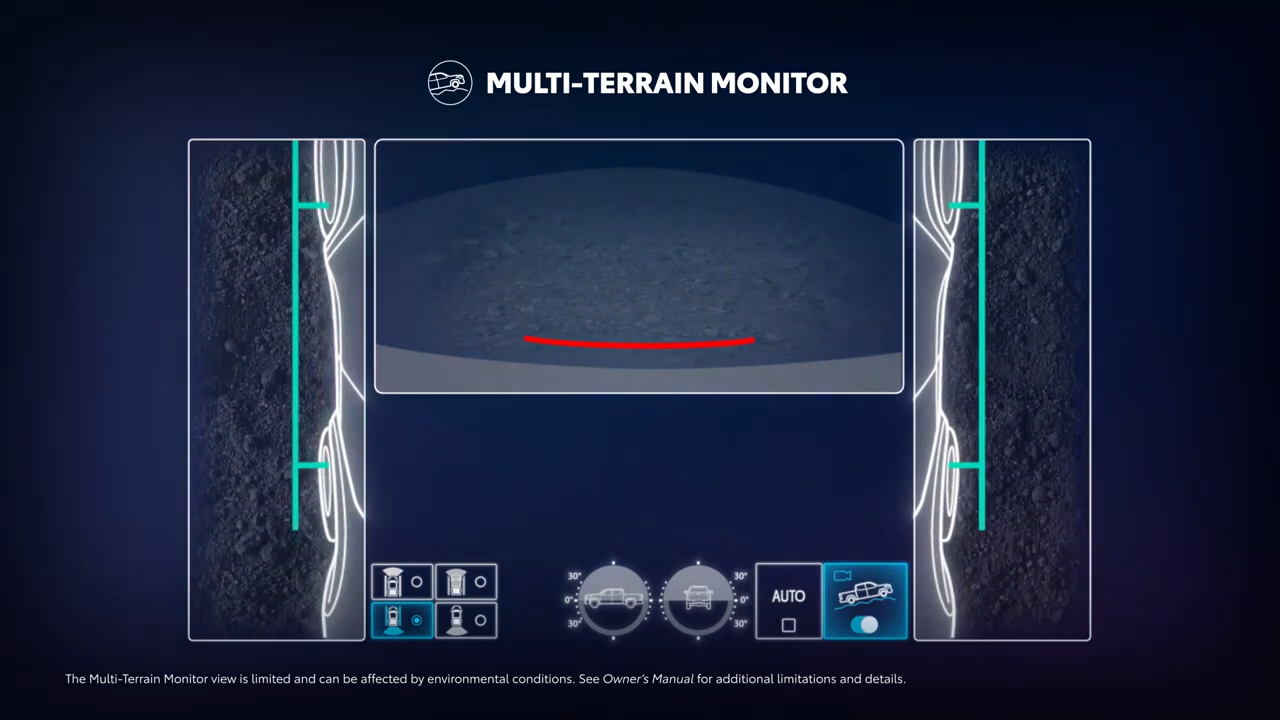 MULTI-TERRAIN MONITOR
30°
0°
30°
30°
0°
30°
AUTO
The Multi-Terrain Monitor view is limited and can be affected by environmental conditions. See Owner's Manual for additional limitations and details.